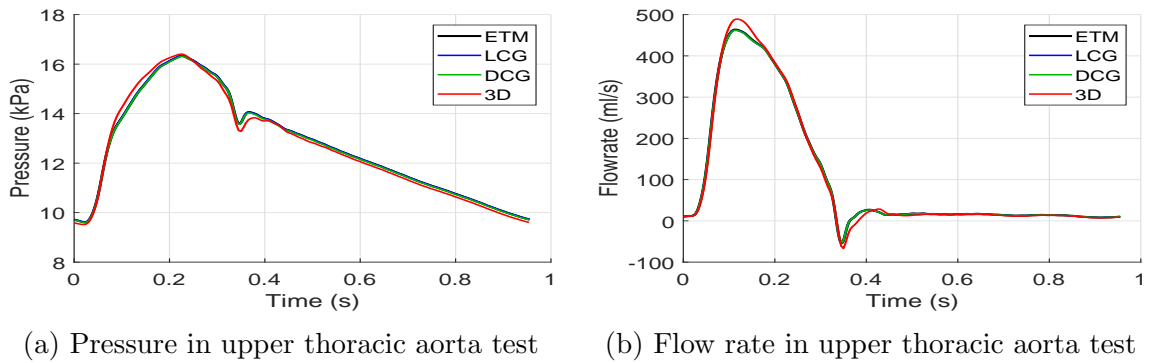 18
16
14
12
10
8
Pressure (kPa)
ETM
LCG
DCG
3D
0
0.2
0.4
0.6
0.8
1
Time (s)
(a) Pressure in upper thoracic aorta test
500
400
300
200
100
0
-100
Flowrate (ml/s)
ETM
LCG
DCG
3D
0
0.2
0.4
0.6
0.8
1
Time (s)
(b) Flow rate in upper thoracic aorta test